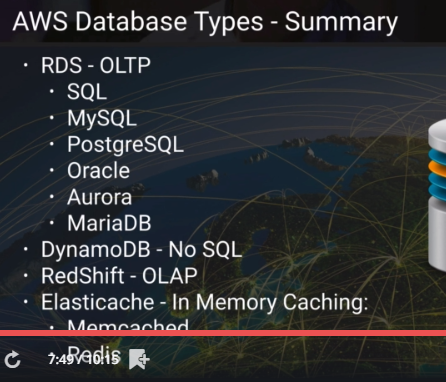 AWS Database Types - Summary
• RDS - OLTP
• SQL
• MySQL
• PostgreSQL
• Oracle
• Aurora
• MariaDB
• DynamoDB - No SQL
• RedShift - OLAP
• Elasticache - In Memory Caching:
• Memcached
• Redis
7:49 / 10:15